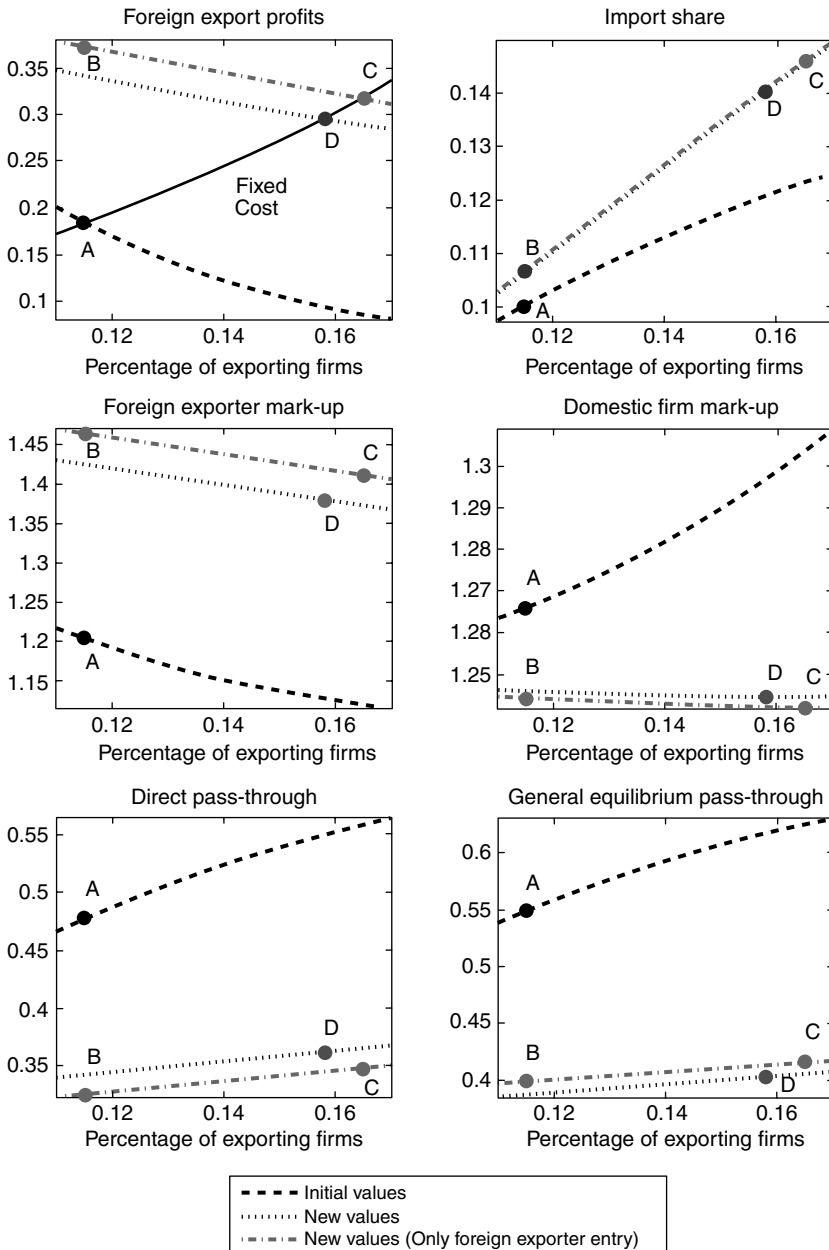 Foreign export profits
0.35
0.3
0.25
0.2
0.15
0.1
B
C
D
Fixed
Cost
A
0.12 0.14 0.16
Percentage of exporting firms
Import share
0.14
0.13
0.12
0.11
0.1
C
D
B
A
0.12 0.14 0.16
Percentage of exporting firms
Foreign exporter mark-up
1.45
1.4
1.35
1.3
1.2
1.15
B
C
D
A
0.12 0.14 0.16
Percentage of exporting firms
Domestic firm mark-up
1.3
1.29
1.28
1.27
1.28
1.25
A
B
D
C
0.12 0.14 0.16
Percentage of exporting firms
Direct pass-through
0.55
0.5
0.45
0.4
0.35
A
B
D
C
0.12 0.14 0.16
Percentage of exporting firms
General equilibrium pass-through
0.6
0.55
0.5
0.45
0.4
A
B
C
D
0.12 0.14 0.16
Percentage of exporting firms
Initial values
New values
New values (Only foreign exporter entry)